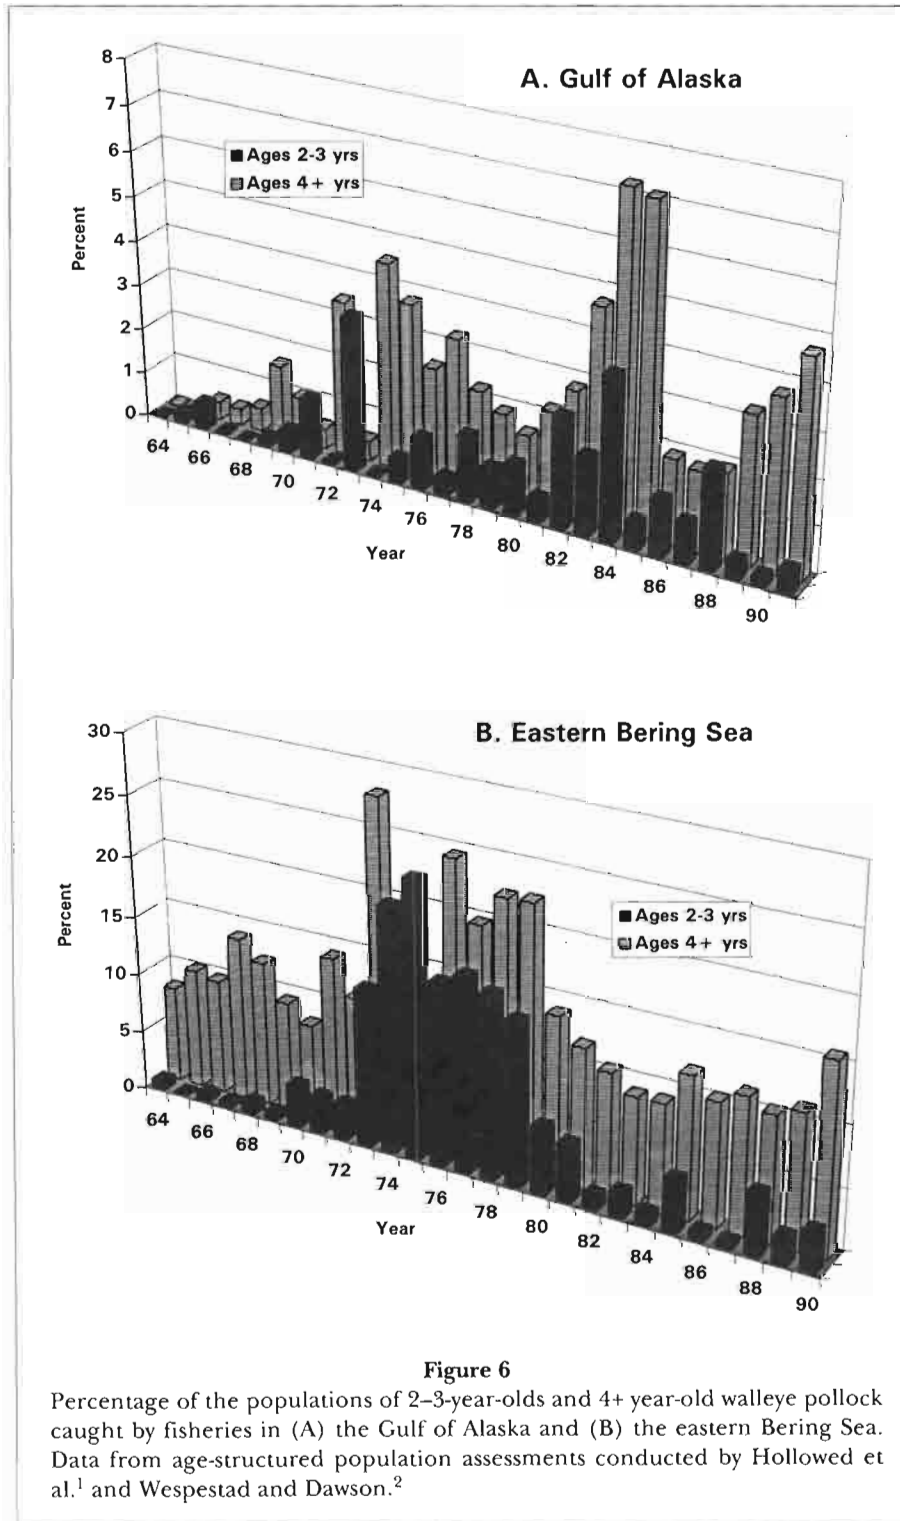 A. Gulf of Alaska
8
7
6
5
4
3
2
1
0
Percent
Ages 2-3 yrs
Ages 4+ yrs
64
66
68
70
72
74
76
78
80
82
84
86
88
90
Year
B. Eastern Bering Sea
30
25
20
15
10
5
0
Percent
Ages 2-3 yrs
Ages 4+ yrs
64
66
68
70
72
74
76
78
80
82
84
86
88
90
Year
Figure 6
Percentage of the populations of 2–3-year-olds and 4+ year-old walleye pollock
caught by fisheries in (A) the Gulf of Alaska and (B) the eastern Bering Sea.
Data from age-structured population assessments conducted by Hollowed et
al.¹ and Wespestad and Dawson.²